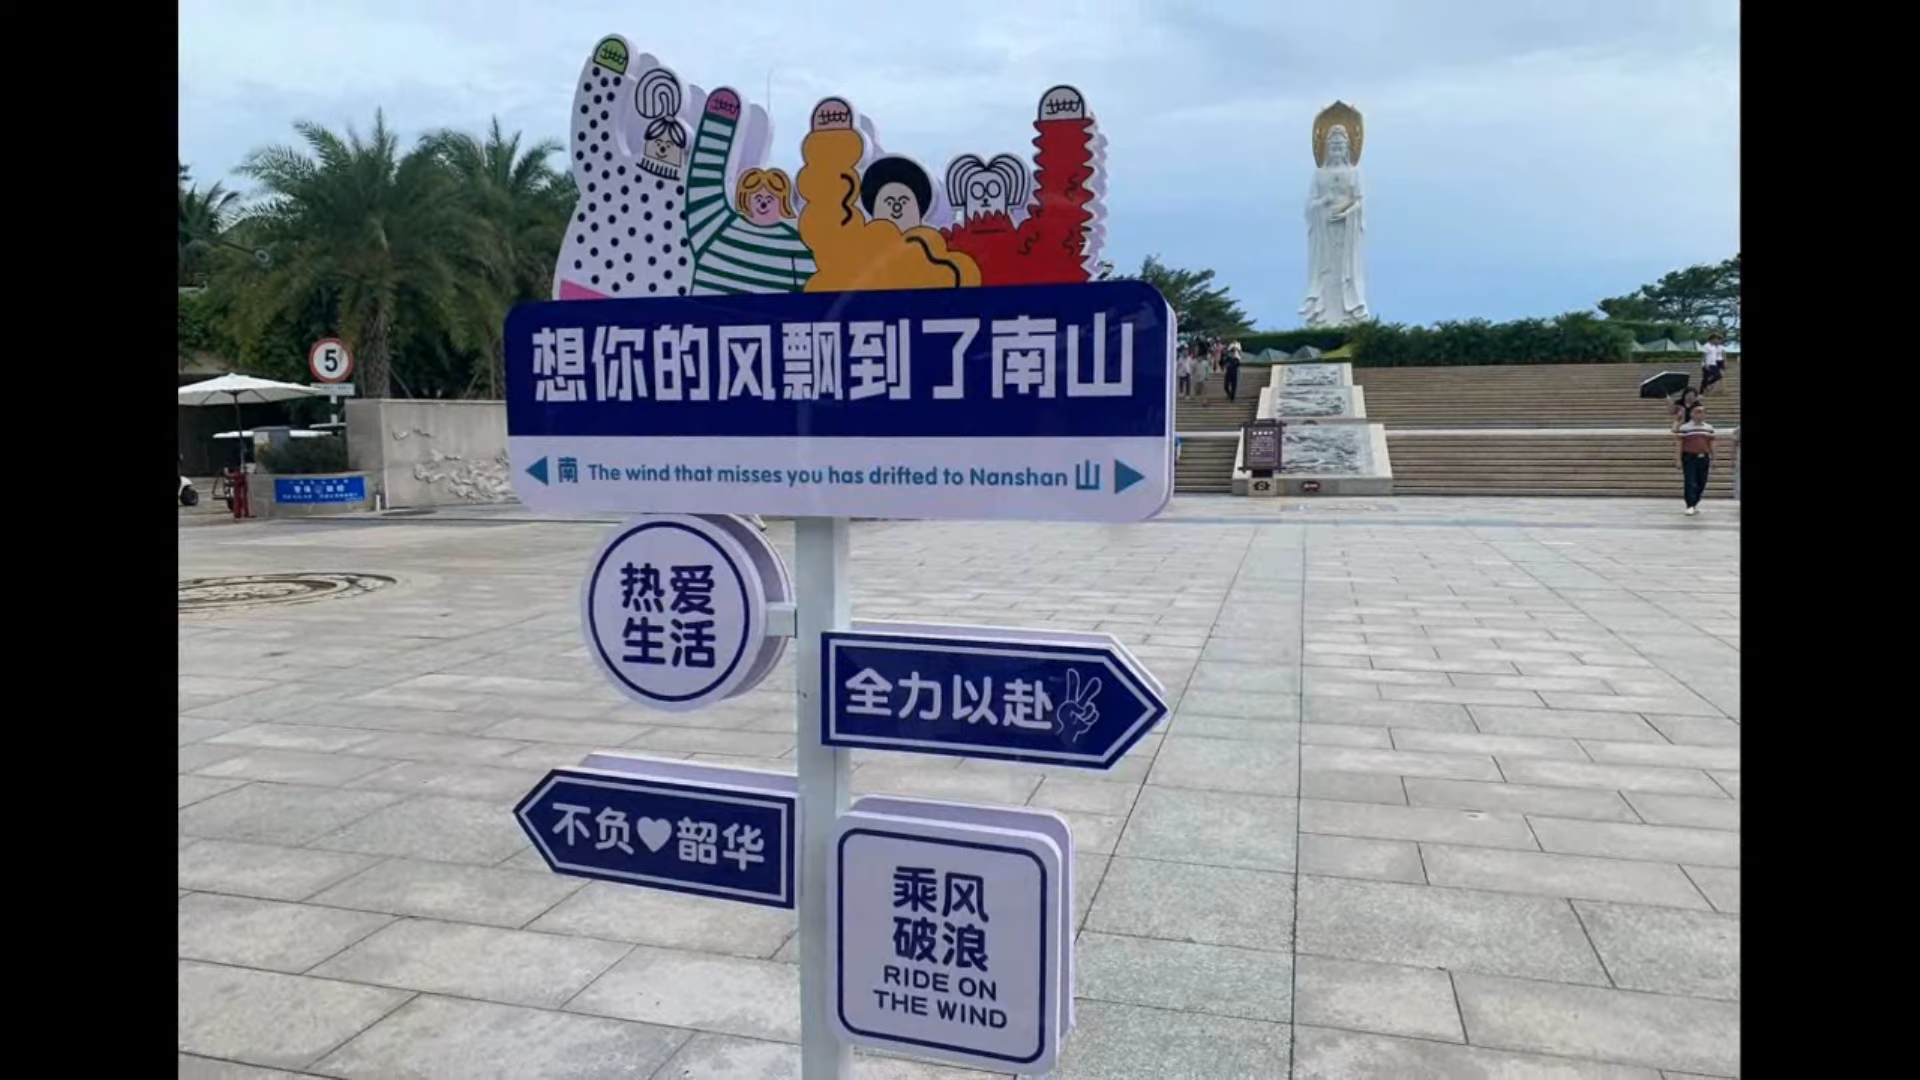 5
想你的风飘到了南山
南 The wind that misses you has drifted to Nanshan 山
热爱
生活
全力以赴
不负韶华
乘风
破浪
RIDE ON
THE WIND